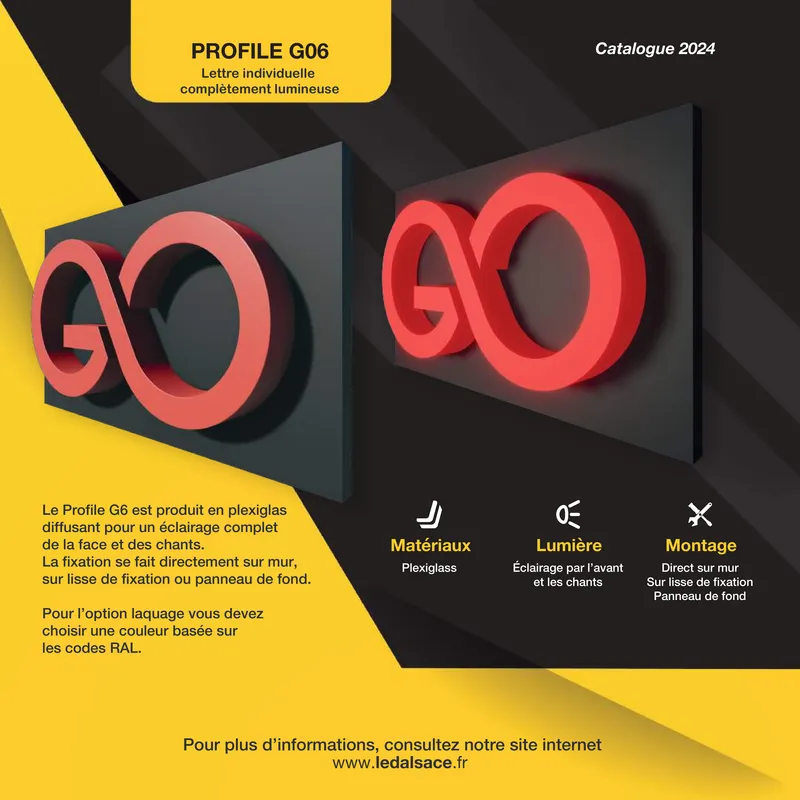 PROFILE G06
Lettre individuelle
complètement lumineuse
Catalogue 2024
GO
GO
Le Profile G6 est produit en plexiglas
diffusant pour un éclairage complet
de la face et des chants.
La fixation se fait directement sur mur,
sur lisse de fixation ou panneau de fond.
Pour l'option laquage vous devez
choisir une couleur basée sur
les codes RAL.
Matériaux
Plexiglass
Lumière
Éclairage par l'avant
et les chants
Montage
Direct sur mur
Sur lisse de fixation
Panneau de fond
Pour plus d'informations, consultez notre site internet
www.ledalsace.fr